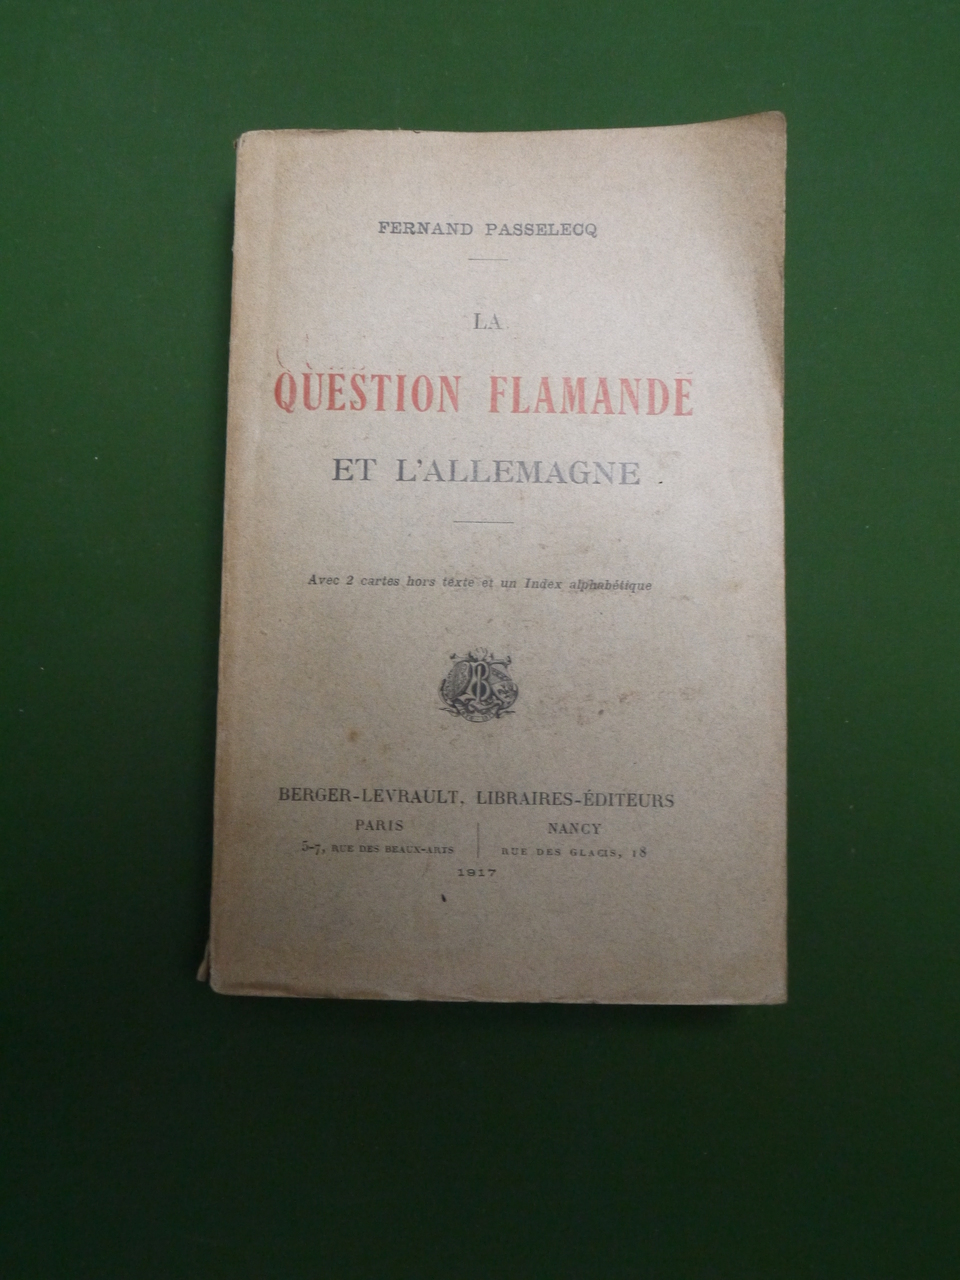 FERNAND PASSELECQ
LA
QUESTION FLAMANDE
ET L'ALLEMAGNE
Avec 2 cartes hors texte et un Index alphabétique
BL
BERGER-LEVRAULT, LIBRAIRES-ÉDITEURS
PARIS
5-7, RUE DES BEAUX-ARTS
NANCY
RUE DES GLACIS, 18
1917